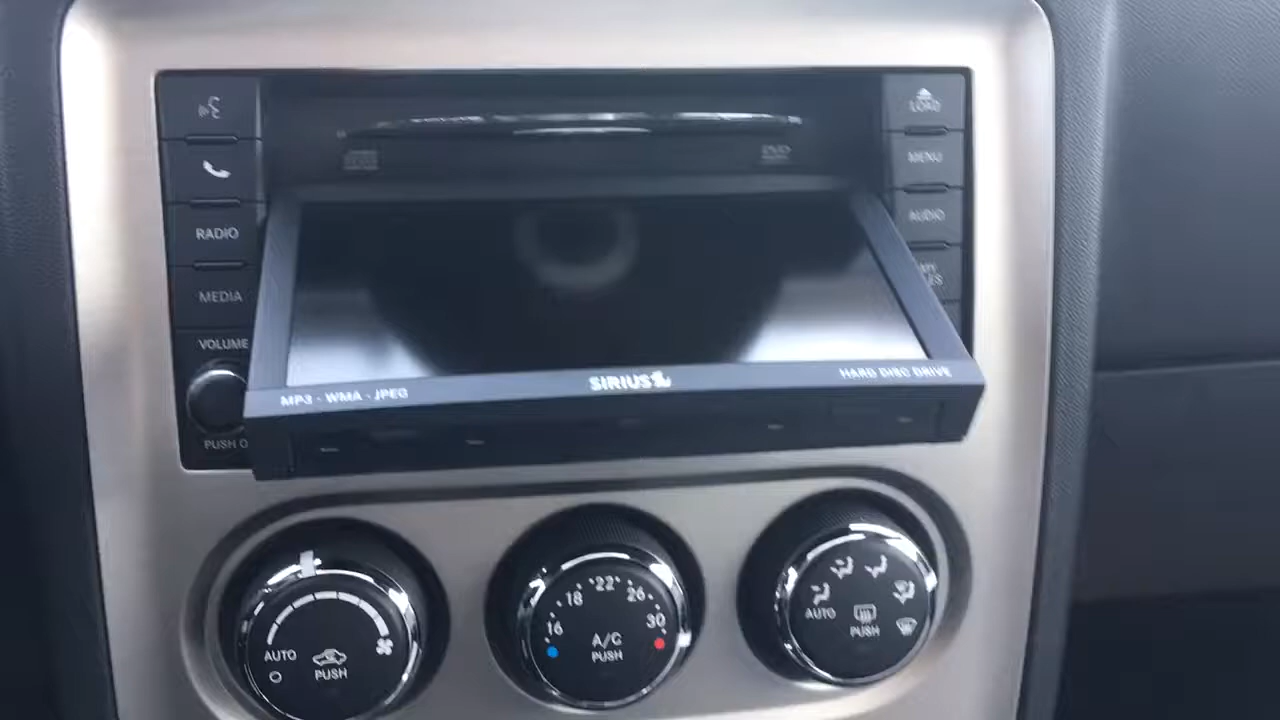 LOAD
MENU
DVD
AUDIO
RADIO
MEDIA
VOLUME
MP3 · WMA · JPEG
SIRIUS
HARD DISC DRIVE
PUSH
AUTO
PUSH
16 18 22 26 30
A/C
PUSH
AUTO
PUSH